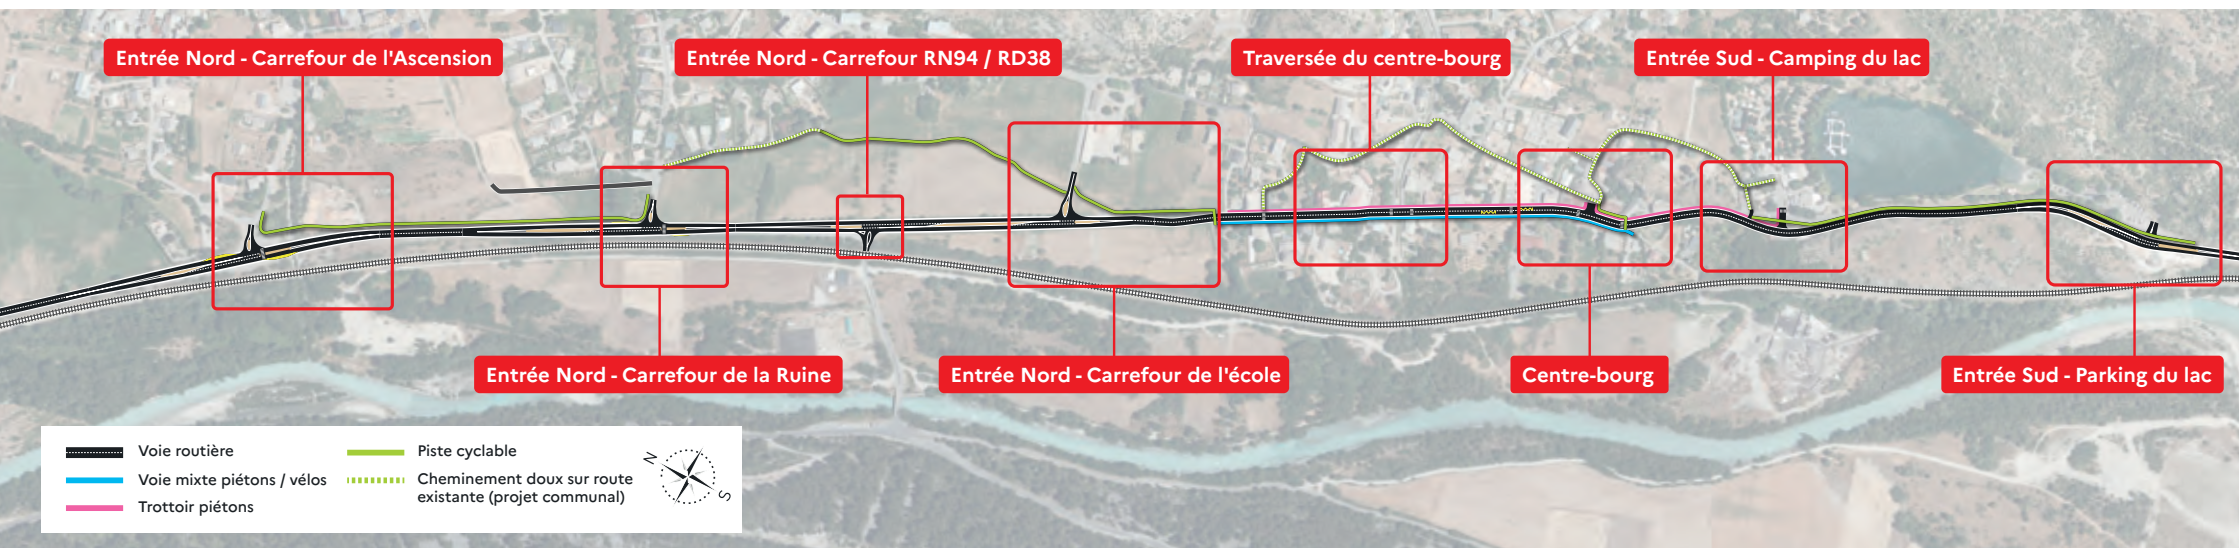 Entrée Nord - Carrefour de l'Ascension
Entrée Nord - Carrefour RN94 / RD38
Traversée du centre-bourg
Entrée Sud - Camping du lac
Entrée Nord - Carrefour de la Ruine
Entrée Nord - Carrefour de l'école
Centre-bourg
Entrée Sud - Parking du lac
Voie routière
Voie mixte piétons / vélos
Trottoir piétons
Piste cyclable
Cheminement doux sur route
existante (projet communal)
N
S